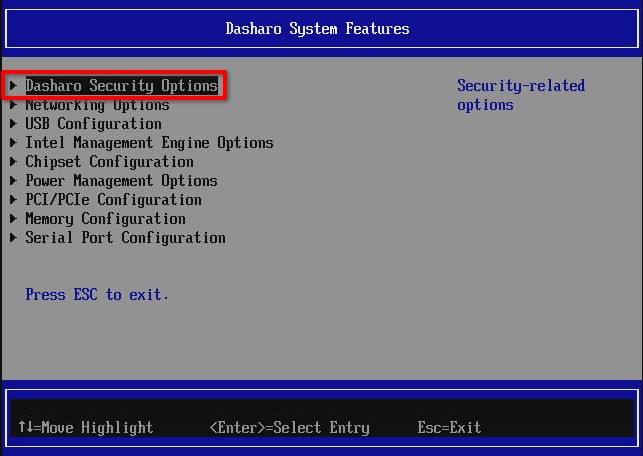 Dasharo System Features
Dasharo Security Options
Security-related
Networking Options
options
USB Configuration
Intel Management Engine Options
Chipset Configuration
Power Management Options
PCI/PCIe Configuration
Memory Configuration
Serial Port Configuration
Press ESC to exit.
↑↓=Move Highlight <Enter>=Select Entry Esc=Exit